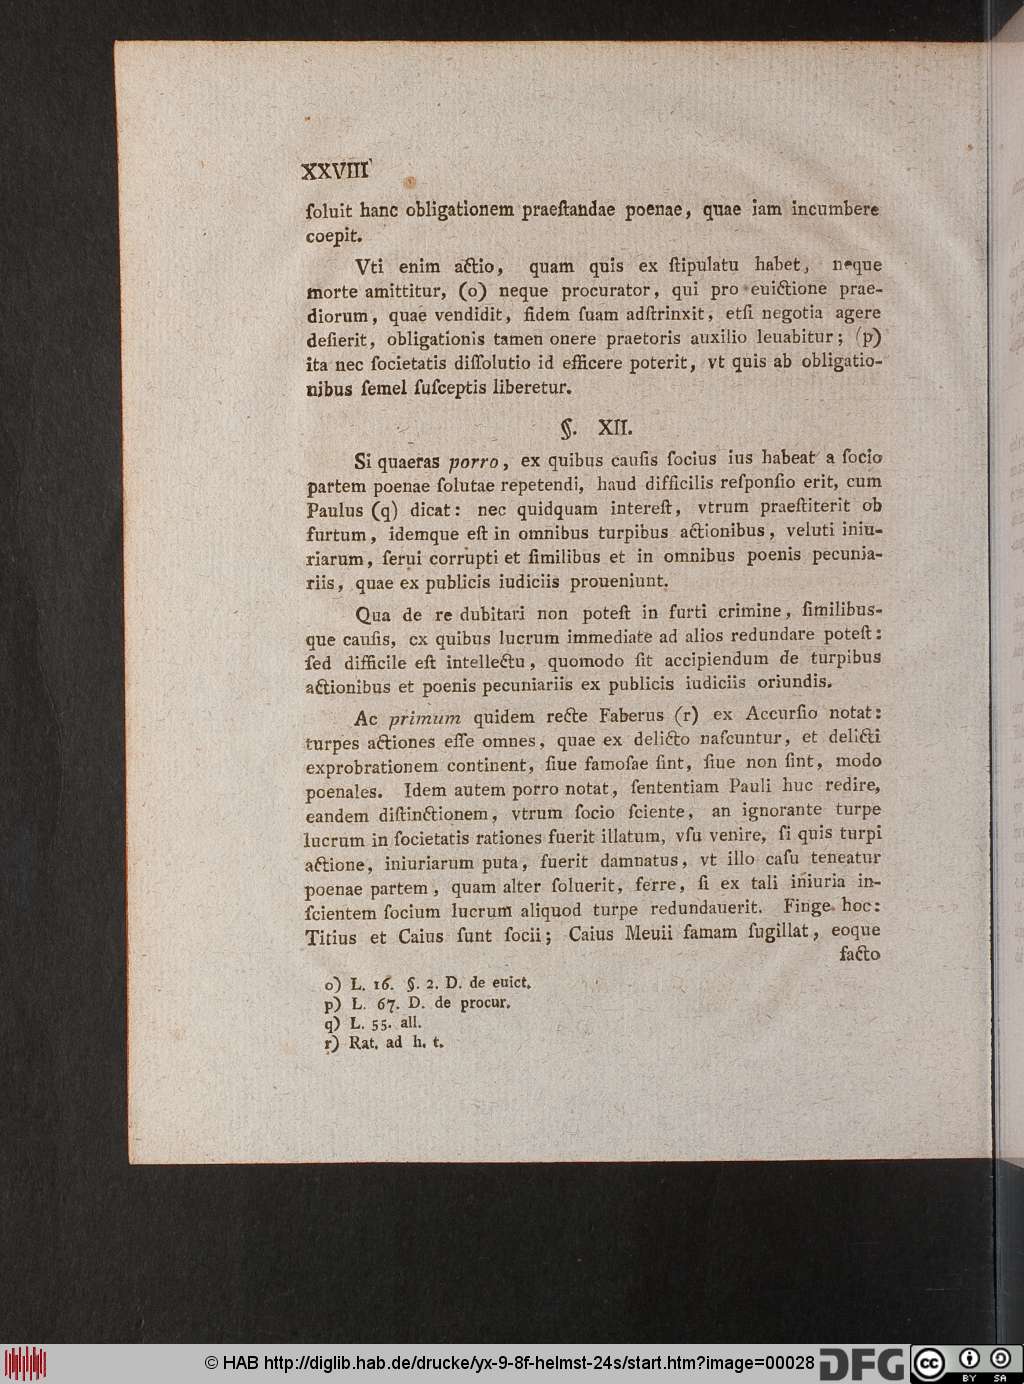 XXVIII
ſoluit hanc obligationem praeſtandae poenae, quae iam incumbere
coepit.
Vti enim actio, quam quis ex ſtipulatu habet, neque
morte amittitur, (o) neque procurator, qui pro euictione prae-
diorum, quae vendidit, fidem ſuam adſtrinxit, etſi negotia agere
deſierit, obligationis tamen onere praetoris auxilio leuabitur; (p)
ita nec ſocietatis diſſolutio id efficere poterit, vt quis ab obligatio-
nibus ſemel ſuſceptis liberetur.
§. XII.
Si quaeras porro, ex quibus cauſis ſocius ius habeat a ſocio
partem poenae ſolutae repetendi, haud difficilis reſponſio erit, cum
Paulus (q) dicat: nec quidquam intereſt, vtrum praeſtiterit ob
furtum, idemque eſt in omnibus turpibus actionibus, veluti iniu-
riarum, ſerui corrupti et ſimilibus et in omnibus poenis pecunia-
riis, quae ex publicis iudiciis proueniunt.
Qua de re dubitari non poteſt in furti crimine, ſimilibus-
que cauſis, ex quibus lucrum immediate ad alios redundare poteſt:
ſed difficile eſt intellectu, quomodo ſit accipiendum de turpibus
actionibus et poenis pecuniariis ex publicis iudiciis oriundis.
Ac primum quidem recte Faberus (r) ex Accurſio notat:
turpes actiones eſſe omnes, quae ex delicto naſcuntur, et delicti
exprobrationem continent, ſiue famoſae ſint, ſiue non ſint, modo
poenales. Idem autem porro notat, ſententiam Pauli huc redire,
eandem diſtinctionem, vtrum ſocio ſciente, an ignorante turpe
lucrum in ſocietatis rationes fuerit illatum, vſu venire, ſi quis turpi
actione, iniuriarum puta, fuerit damnatus, vt illo caſu teneatur
poenae partem, quam alter ſoluerit, ferre, ſi ex tali iniuria in-
ſcientem ſocium lucrum aliquod turpe redundauerit. Finge hoc:
Titius et Caius ſunt ſocii; Caius Meuii famam ſugillat, eoque
facto
o) L. 16. §. 2. D. de euict.
p) L. 67. D. de procur.
q) L. 55. all.
r) Rat. ad h. t.
© HAB http://diglib.hab.de/drucke/yx-9-8f-helmst-24s/start.htm?image=00028
DFG
cc
BY SA